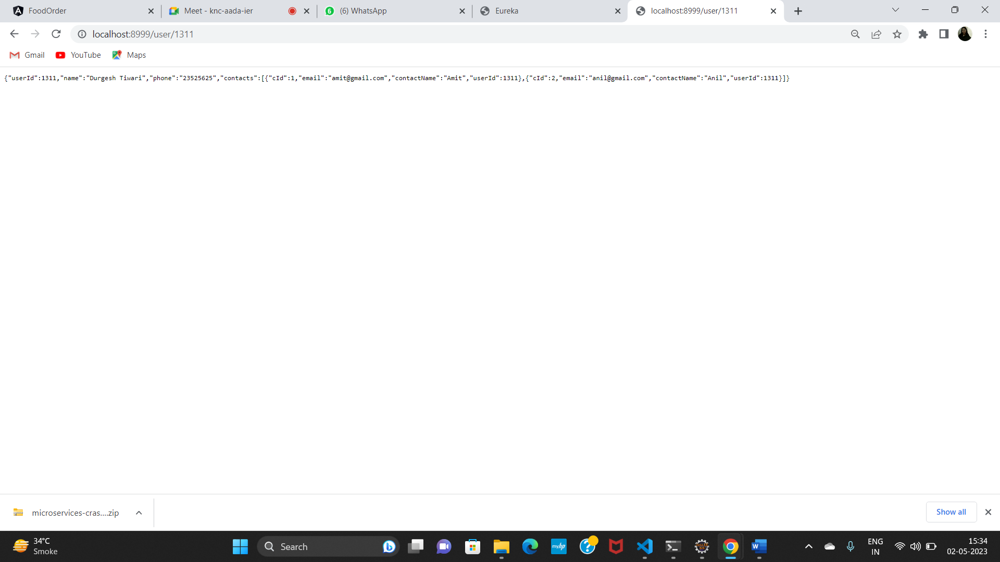 FoodOrder
Meet - knc-aada-ier
6
(6) WhatsApp
Eureka
localhost:8999/user/1311
localhost:8999/user/1311
Gmail
YouTube
Maps
{"userId":1311,"name":"Durgesh Tiwari","phone":"23525625","contacts":[{"cId":1,"email":"amit@gmail.com","contactName":"Amit","userId":1311},{"cId":2,"email":"anil@gmail.com","contactName":"Anil","userId":1311}]}
microservices-cras....zip
Show all
34°C
Smoke
Search
myhp
ENG
IN
15:34
02-05-2023